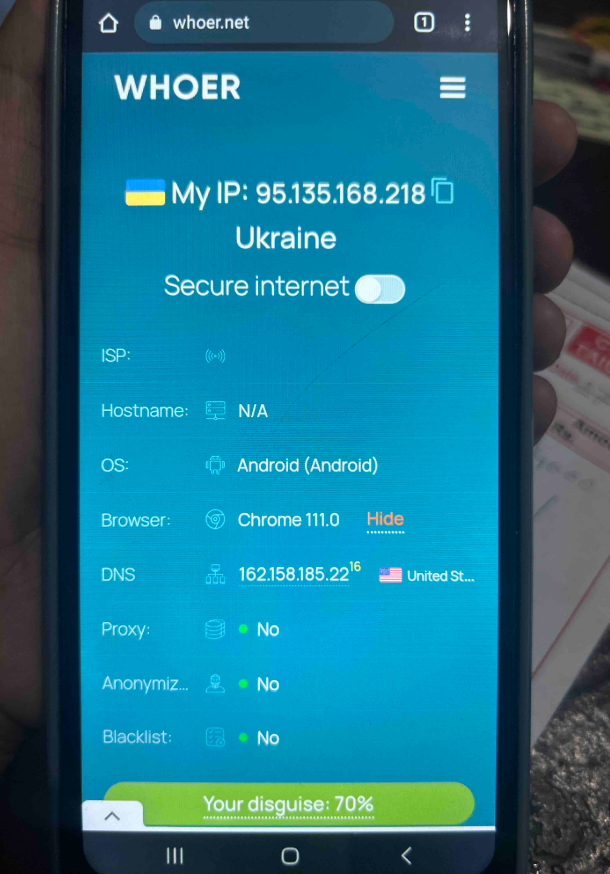 whoer.net 1
WHOER
My IP: 95.135.168.218
Ukraine
Secure internet
ISP:
Hostname: N/A
OS: Android (Android)
Browser: Chrome 111.0 Hide
DNS 162.158.185.22 16 United St...
Proxy: No
Anonymiz... No
Blacklist: No
Your disguise: 70%